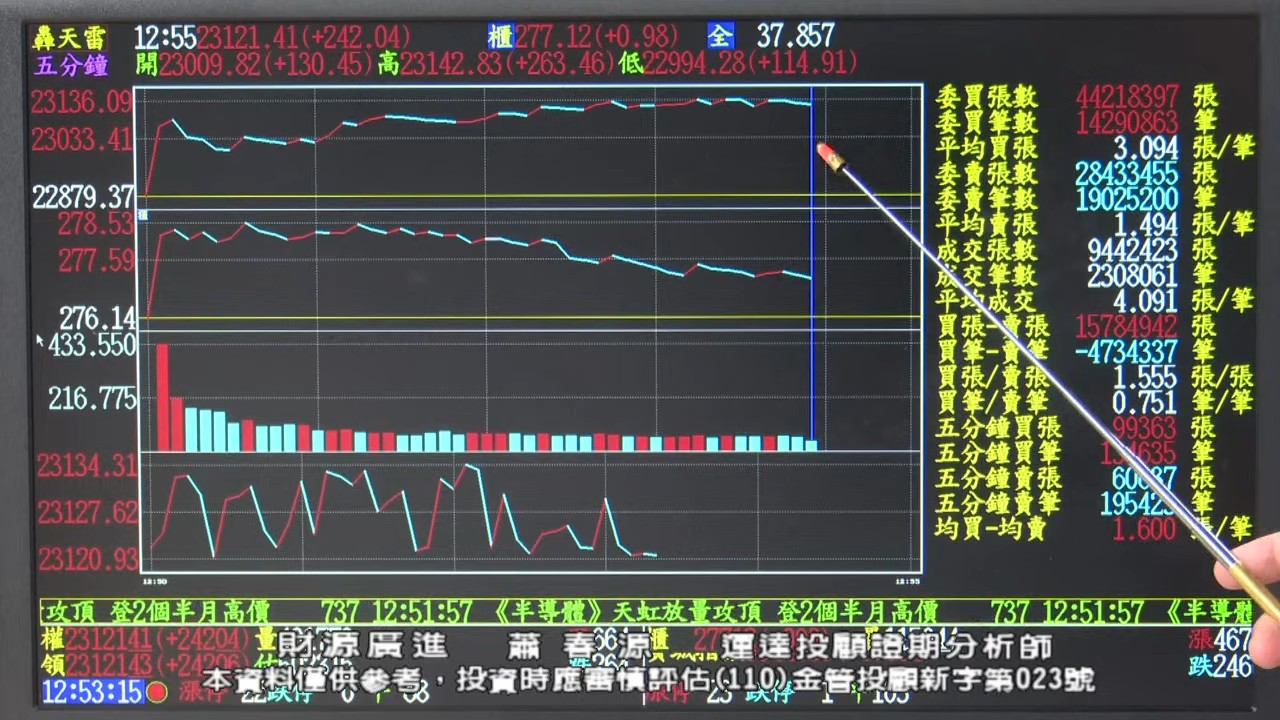 轟天雷 12:55 23121.41(+242.04) 櫃 277.12(+0.98) 全 37.857
五分鐘 開23009.82(+130.45)高23142.83(+263.46)低22994.28(+114.91)
23136.09
23033.41
22879.37
櫃
278.53
277.59
276.14
433.550
216.775
23134.31
23127.62
23120.93
12:50 12:55
委買張數 44218397 張
委買筆數 14290863 筆
平均買張 3.094 張/筆
委賣張數 28433455 張
委賣筆數 19025200 筆
平均賣張 1.494 張/筆
成交張數 9442423 張
成交筆數 2308061 筆
平均成交 4.091 張/筆
買張-賣張 15784942 張
買筆-賣筆 -4734337 筆
買張/賣張 1.555 張/張
買筆/賣筆 0.751 筆/筆
五分鐘買張 99363 張
五分鐘買筆 筆
五分鐘賣張 張
五分鐘賣筆 筆
均買-均賣 1.600 張/筆
攻頂 登2個半月高價 737 12:51:57 《半導體》天虹放量攻頂 登2個半月高價 737 12:51:57 《半導體
權2312141(+24204) 量 櫃 漲467
財源廣進 蕭春源 運達投顧證期分析師
領2312143(+24206) 跌246
本資料僅供參考，投資時應審慎評估(110)金管投顧新字第023號
12:53:15 漲停 22 跌停 漲停 23 跌停